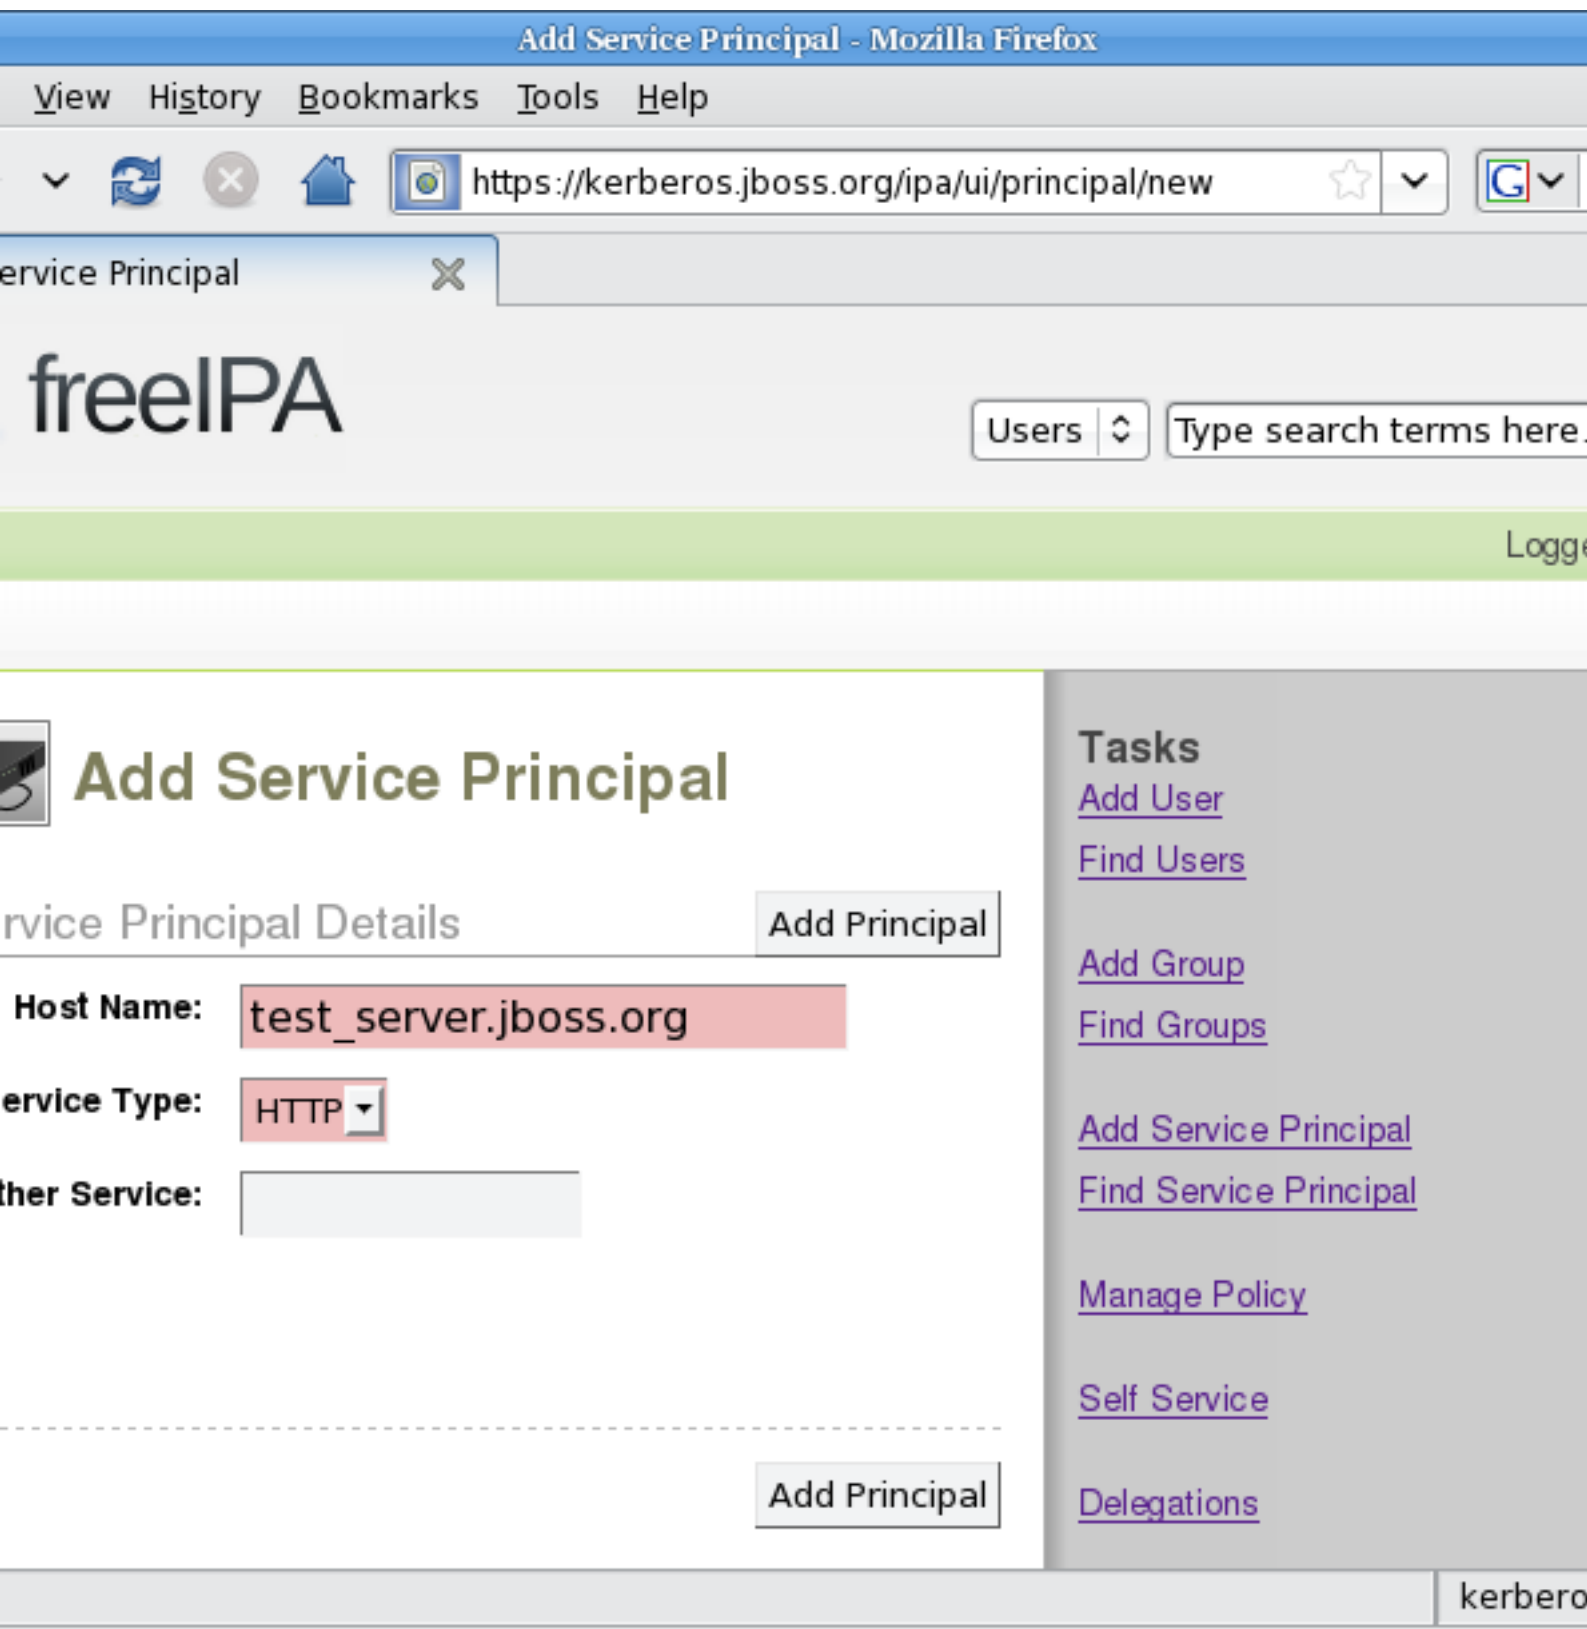 Add Service Principal - Mozilla Firefox
View History Bookmarks Tools Help
https://kerberos.jboss.org/ipa/ui/principal/new
ervice Principal
freeIPA
Users Type search terms here.
Logge
Add Service Principal
rvice Principal Details Add Principal
Host Name: test_server.jboss.org
ervice Type: HTTP
ther Service:
Add Principal
Tasks
Add User
Find Users
Add Group
Find Groups
Add Service Principal
Find Service Principal
Manage Policy
Self Service
Delegations
kerbero